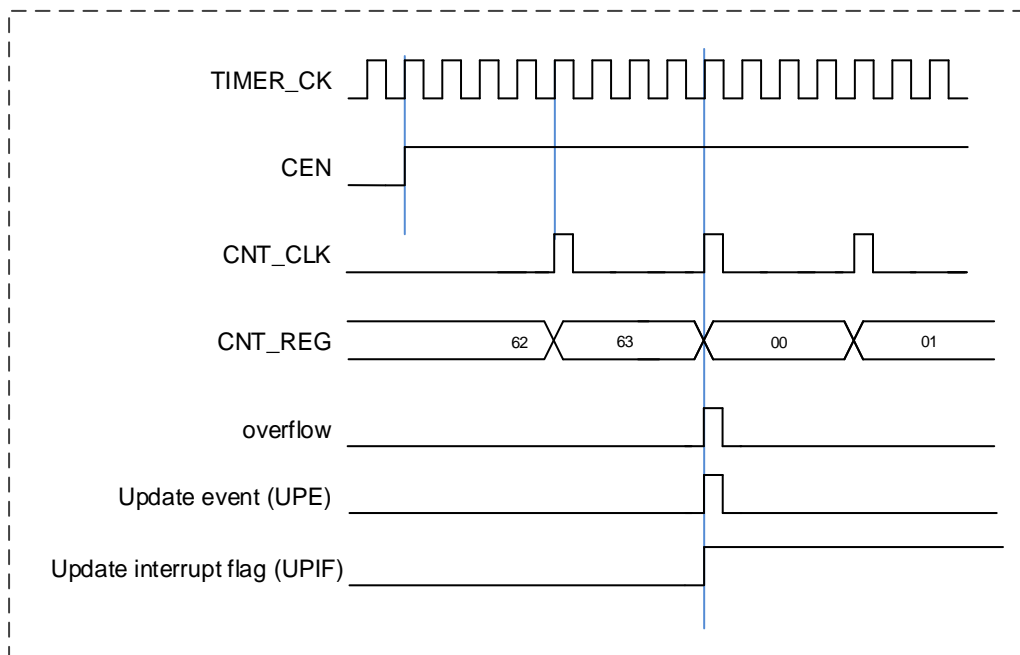 TIMER_CK
CEN
CNT_CLK
CNT_REG 62 63 00 01
overflow
Update event (UPE)
Update interrupt flag (UPIF)